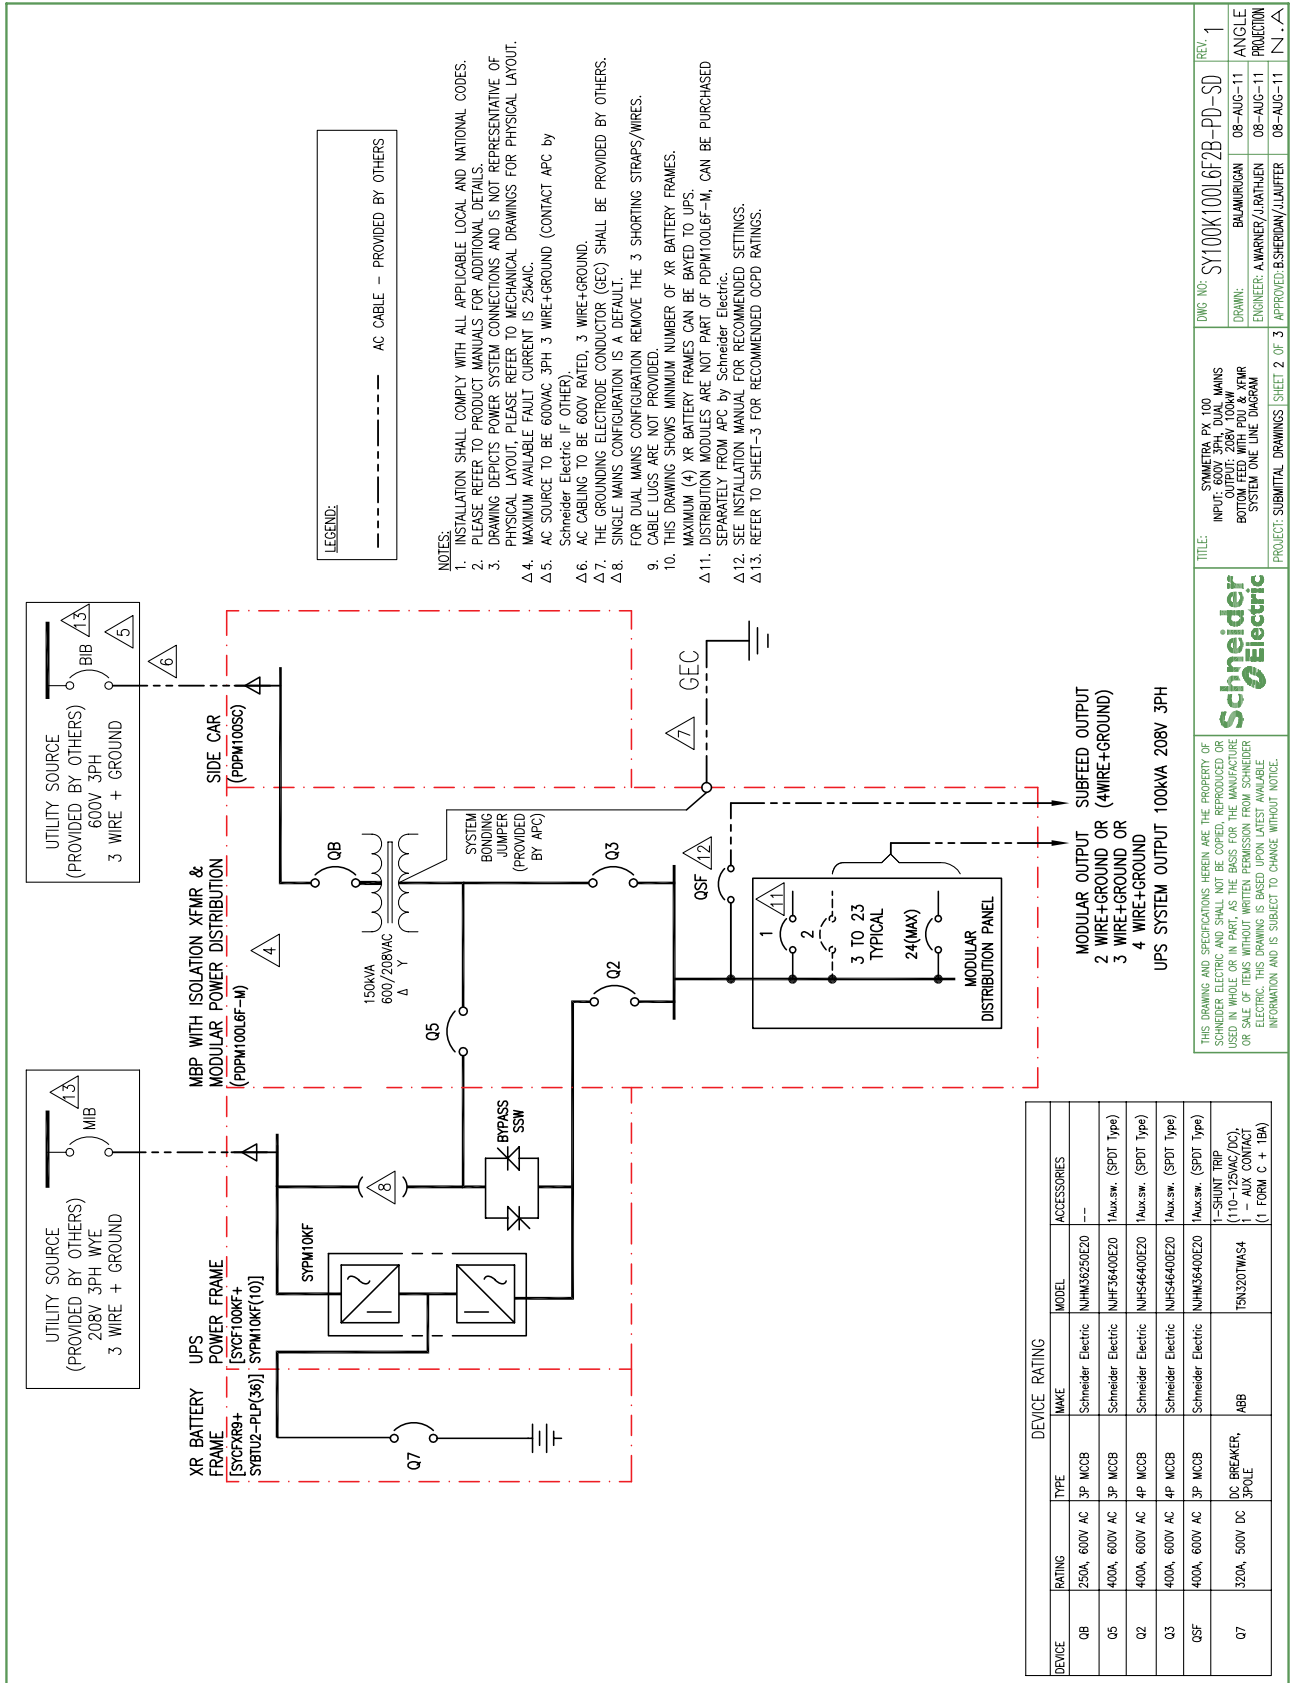 UTILITY SOURCE
(PROVIDED BY OTHERS)
208V 3PH WYE
3 WIRE + GROUND
MIB
13
UTILITY SOURCE
(PROVIDED BY OTHERS)
600V 3PH
3 WIRE + GROUND
BIB
13
5
6
LEGEND:
AC CABLE - PROVIDED BY OTHERS
XR BATTERY
FRAME
[SYCFXR9+
SYBTU2-PLP(36)]
UPS
POWER FRAME
[SYCF100KF+
SYPM10KF(10)]
MBP WITH ISOLATION XFMR &
MODULAR POWER DISTRIBUTION
(PDPM100L6F-M)
SIDE CAR
(PDPM100SC)
4
SYPM10KF
8
Q7
BYPASS
SSW
Q5
150kVA
600/208VAC
Δ Y
QB
SYSTEM
BONDING
JUMPER
(PROVIDED
BY APC)
Q2
Q3
7
GEC
QSF
12
11
1
2
3 TO 23
TYPICAL
24(MAX)
MODULAR
DISTRIBUTION PANEL
MODULAR OUTPUT
2 WIRE+GROUND OR
3 WIRE+GROUND OR
4 WIRE+GROUND
SUBFEED OUTPUT
(4WIRE+GROUND)
UPS SYSTEM OUTPUT 100kVA 208V 3PH
NOTES:
1. INSTALLATION SHALL COMPLY WITH ALL APPLICABLE LOCAL AND NATIONAL CODES.
2. PLEASE REFER TO PRODUCT MANUALS FOR ADDITIONAL DETAILS.
3. DRAWING DEPICTS POWER SYSTEM CONNECTIONS AND IS NOT REPRESENTATIVE OF
PHYSICAL LAYOUT, PLEASE REFER TO MECHANICAL DRAWINGS FOR PHYSICAL LAYOUT.
Δ4. MAXIMUM AVAILABLE FAULT CURRENT IS 25kAIC.
Δ5. AC SOURCE TO BE 600VAC 3PH 3 WIRE+GROUND (CONTACT APC by
Schneider Electric IF OTHER).
Δ6. AC CABLING TO BE 600V RATED, 3 WIRE+GROUND.
Δ7. THE GROUNDING ELECTRODE CONDUCTOR (GEC) SHALL BE PROVIDED BY OTHERS.
Δ8. SINGLE MAINS CONFIGURATION IS A DEFAULT.
FOR DUAL MAINS CONFIGURATION REMOVE THE 3 SHORTING STRAPS/WIRES.
9. CABLE LUGS ARE NOT PROVIDED.
10. THIS DRAWING SHOWS MINIMUM NUMBER OF XR BATTERY FRAMES.
MAXIMUM (4) XR BATTERY FRAMES CAN BE BAYED TO UPS.
Δ11. DISTRIBUTION MODULES ARE NOT PART OF PDPM100L6F-M, CAN BE PURCHASED
SEPARATELY FROM APC by Schneider Electric.
Δ12. SEE INSTALLATION MANUAL FOR RECOMMENDED SETTINGS.
Δ13. REFER TO SHEET-3 FOR RECOMMENDED OCPD RATINGS.
DEVICE RATING
DEVICE RATING TYPE MAKE MODEL ACCESSORIES
QB 250A, 600V AC 3P MCCB Schneider Electric NJHM36250E20 --
Q5 400A, 600V AC 3P MCCB Schneider Electric NJHF36400E20 1Aux.sw. (SPDT Type)
Q2 400A, 600V AC 4P MCCB Schneider Electric NJHS46400E20 1Aux.sw. (SPDT Type)
Q3 400A, 600V AC 4P MCCB Schneider Electric NJHS46400E20 1Aux.sw. (SPDT Type)
QSF 400A, 600V AC 3P MCCB Schneider Electric NJHM36400E20 1Aux.sw. (SPDT Type)
Q7 320A, 500V DC DC BREAKER, 3POLE ABB T5N320TWAS4 1-SHUNT TRIP
(110-125VAC/DC),
1 - AUX CONTACT
(1 FORM C + 1BA)
THIS DRAWING AND SPECIFICATIONS HEREIN ARE THE PROPERTY OF
SCHNEIDER ELECTRIC AND SHALL NOT BE COPIED, REPRODUCED OR
USED IN WHOLE OR IN PART, AS THE BASIS FOR THE MANUFACTURE
OR SALE OF ITEMS WITHOUT WRITTEN PERMISSION FROM SCHNEIDER
ELECTRIC. THIS DRAWING IS BASED UPON LATEST AVAILABLE
INFORMATION AND IS SUBJECT TO CHANGE WITHOUT NOTICE.
Schneider
Electric
TITLE: SYMMETRA PX 100
INPUT: 600V 3PH, DUAL MAINS
OUTPUT: 208V 100kW
BOTTOM FEED WITH PDU & XFMR
SYSTEM ONE LINE DIAGRAM
PROJECT: SUBMITTAL DRAWINGS SHEET 2 OF 3
DWG NO: SY100K100L6F2B-PD-SD REV. 1
DRAWN: BALAMURUGAN 08-AUG-11
ENGINEER: A.WARNER/J.RATHJEN 08-AUG-11
APPROVED: B.SHERIDAN/J.LAUFFER 08-AUG-11
ANGLE
PROJECTION
N.A